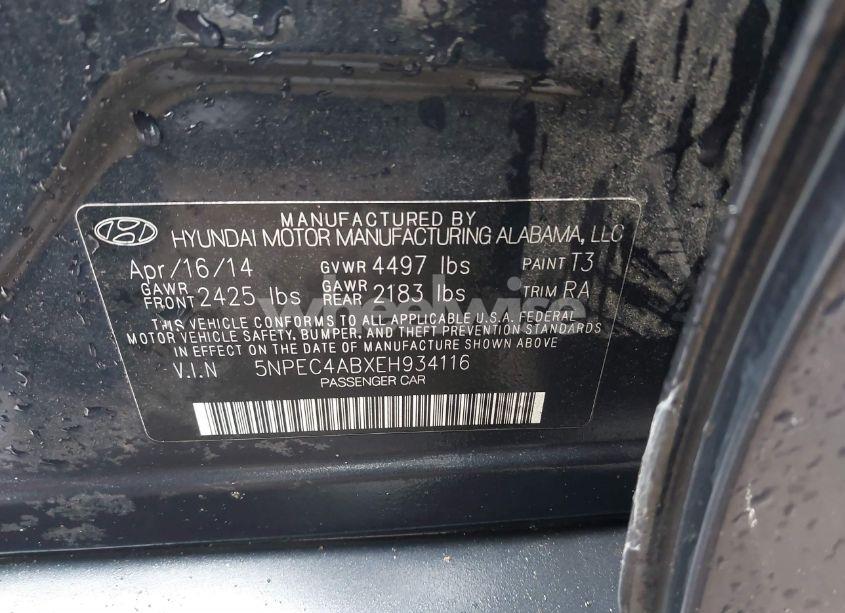 MANUFACTURED BY
HYUNDAI MOTOR MANUFACTURING ALABAMA, LLC
Apr/16/14 GVWR 4497 lbs PAINT T3
GAWR FRONT 2425 lbs GAWR REAR 2183 lbs TRIM RA
THIS VEHICLE CONFORMS TO ALL APPLICABLE U.S.A. FEDERAL
MOTOR VEHICLE SAFETY, BUMPER, AND THEFT PREVENTION STANDARDS
IN EFFECT ON THE DATE OF MANUFACTURE SHOWN ABOVE
V.I.N 5NPEC4ABXEH934116
PASSENGER CAR
wheelwise